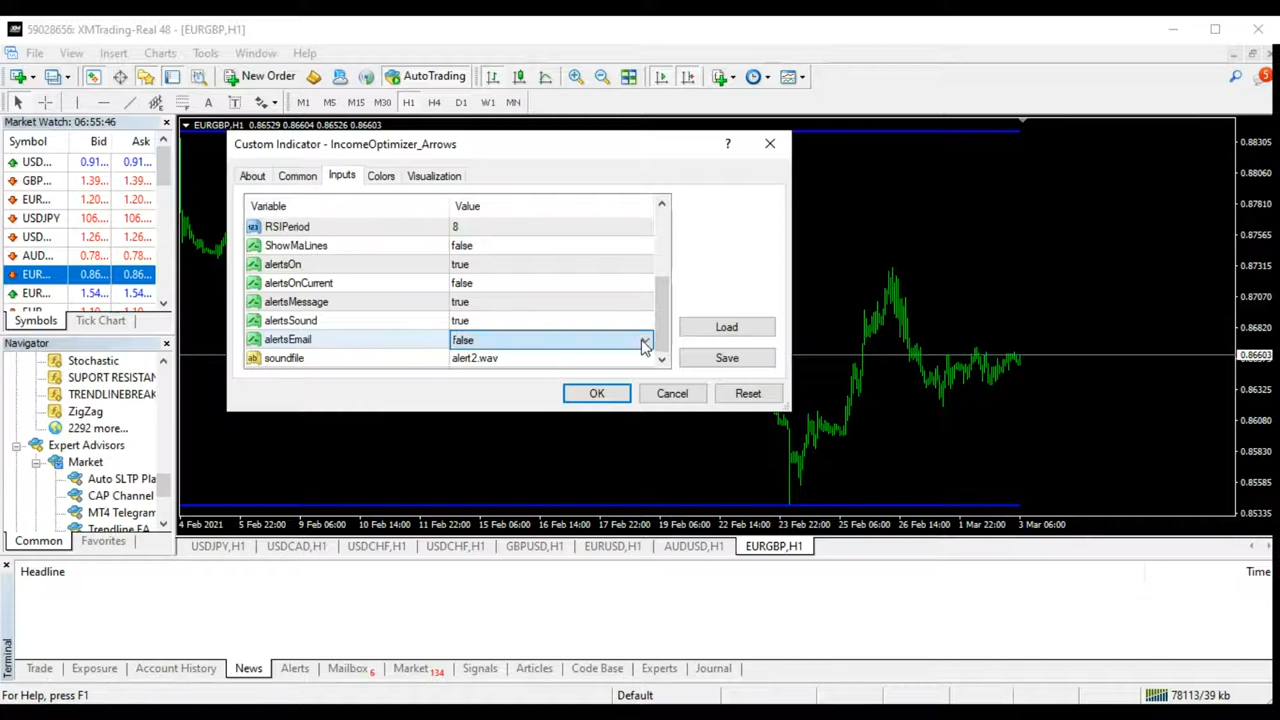 59028656: XMTrading-Real 48 - [EURGBP,H1]
File View Insert Charts Tools Window Help
New Order AutoTrading 5
A T M1 M5 M15 M30 H1 H4 D1 W1 MN
Market Watch: 06:55:46
Symbol Bid Ask
USD... 0.91... 0.91...
GBP... 1.39... 1.39...
EUR... 1.20... 1.20...
USDJPY 106.... 106....
USD... 1.26... 1.26...
AUD... 0.78... 0.78...
EUR... 0.86... 0.86...
EUR... 1.54... 1.54...
Symbols Tick Chart
Navigator
Stochastic
SUPORT RESISTAN
TRENDLINEBREAK
ZigZag
2292 more...
Expert Advisors
Market
Auto SLTP Pla
CAP Channel
MT4 Telegram
Trendline EA
Common Favorites
EURGBP,H1 0.86529 0.86604 0.86526 0.86603
Custom Indicator - IncomeOptimizer_Arrows ?
About Common Inputs Colors Visualization
Variable Value
RSIPeriod 8
ShowMaLines false
alertsOn true
alertsOnCurrent false
alertsMessage true
alertsSound true
alertsEmail false
soundfile alert2.wav
Load
Save
OK Cancel Reset
0.88305
0.88060
0.87810
0.87565
0.87315
0.87070
0.86820
0.86603
0.86325
0.86080
0.85830
0.85585
0.85335
4 Feb 2021 5 Feb 22:00 9 Feb 06:00 10 Feb 14:00 11 Feb 22:00 15 Feb 06:00 16 Feb 14:00 17 Feb 22:00 19 Feb 06:00 22 Feb 14:00 23 Feb 22:00 25 Feb 06:00 26 Feb 14:00 1 Mar 22:00 3 Mar 06:00
USDJPY,H1 USDCAD,H1 USDCHF,H1 USDCHF,H1 GBPUSD,H1 EURUSD,H1 AUDUSD,H1 EURGBP,H1
Headline Time
Terminal
Trade Exposure Account History News Alerts Mailbox 6 Market 134 Signals Articles Code Base Experts Journal
For Help, press F1 Default 78113/39 kb